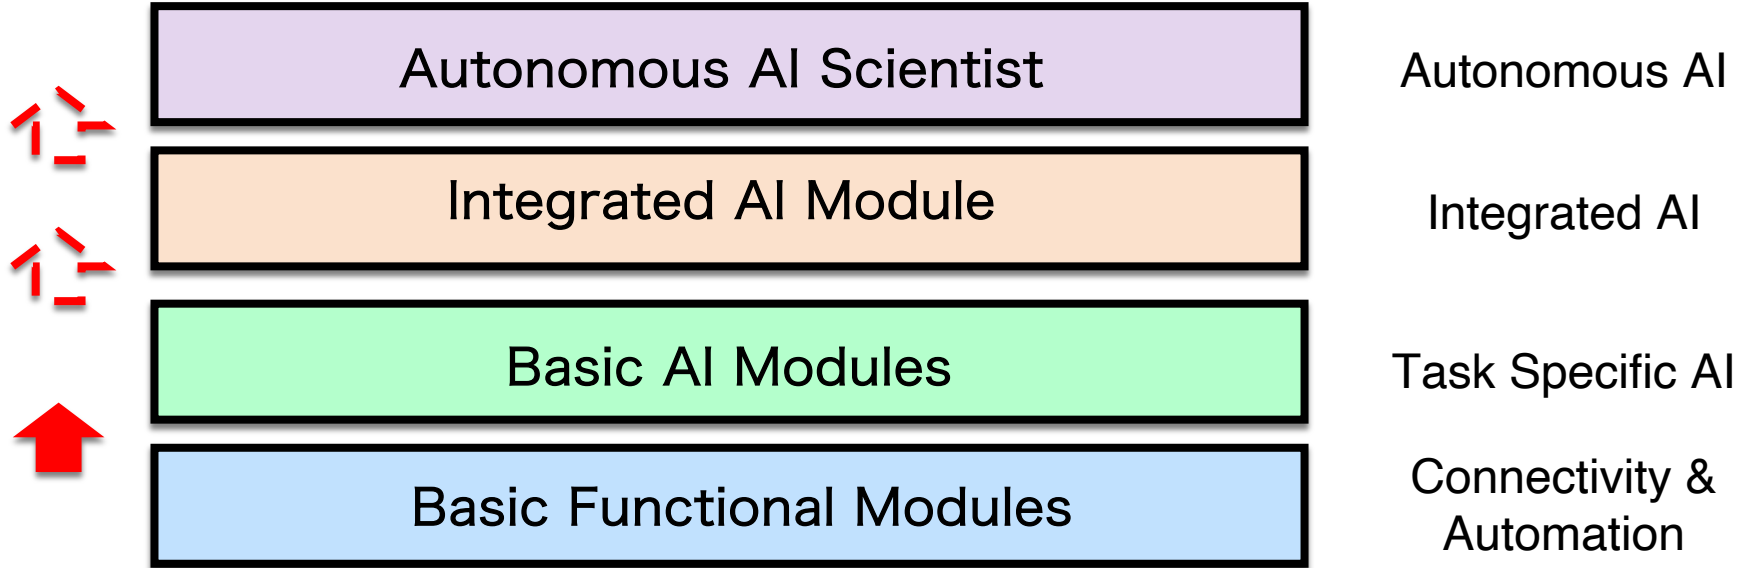 Autonomous AI Scientist
Autonomous AI
Integrated AI Module
Integrated AI
Basic AI Modules
Task Specific AI
Basic Functional Modules
Connectivity &
Automation